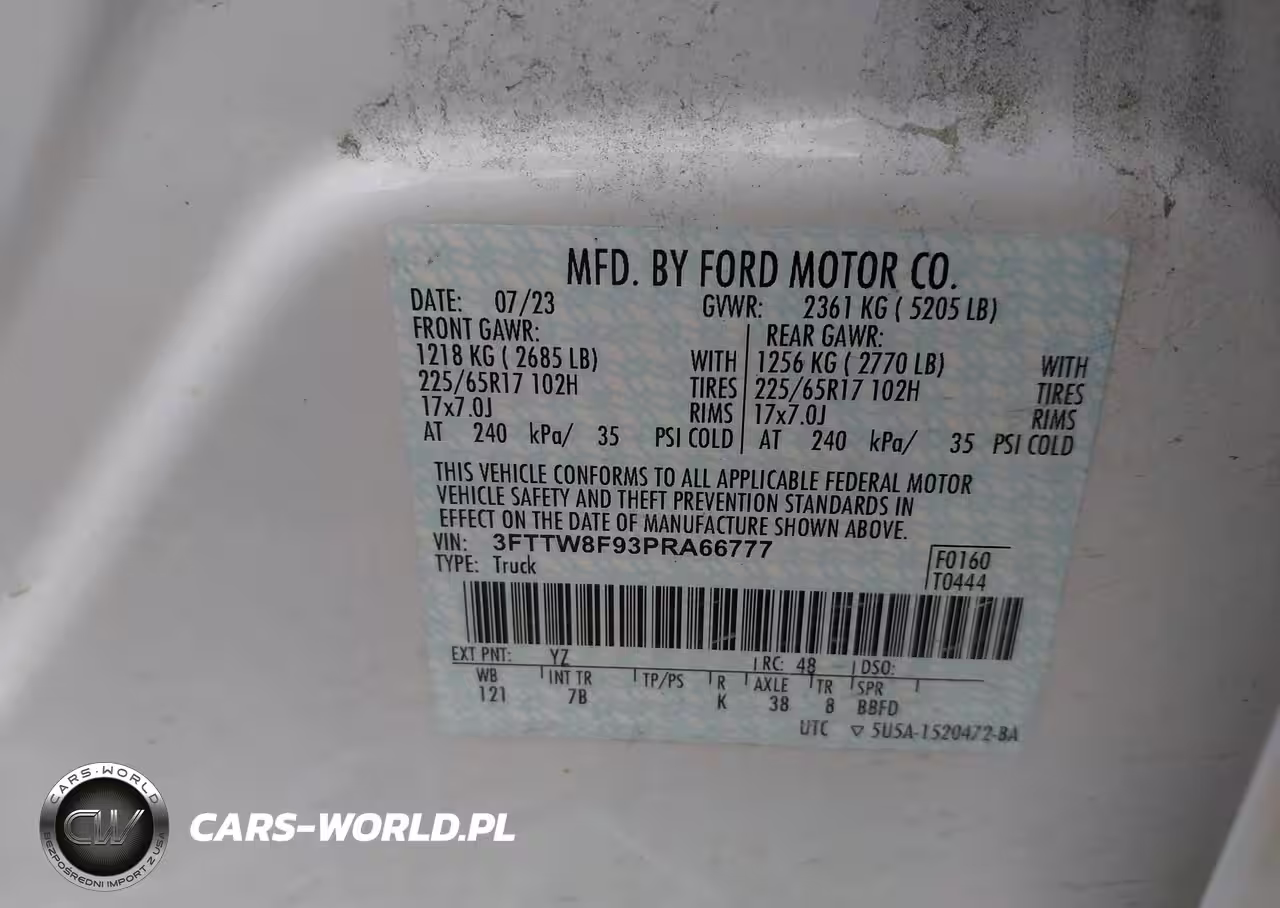 MFD. BY FORD MOTOR CO.
DATE: 07/23 GVWR: 2361 KG ( 5205 LB)
FRONT GAWR: REAR GAWR:
1218 KG ( 2685 LB) WITH 1256 KG ( 2770 LB) WITH
225/65R17 102H TIRES 225/65R17 102H TIRES
17x7.0J RIMS 17x7.0J RIMS
AT 240 kPa/ 35 PSI COLD AT 240 kPa/ 35 PSI COLD
THIS VEHICLE CONFORMS TO ALL APPLICABLE FEDERAL MOTOR
VEHICLE SAFETY AND THEFT PREVENTION STANDARDS IN
EFFECT ON THE DATE OF MANUFACTURE SHOWN ABOVE.
VIN: 3FTTW8F93PRA66777
TYPE: Truck
F0160
T0444
EXT PNT: YZ RC: 48 DSO:
WB INT TR TP/PS R AXLE TR SPR
121 7B K 38 8 BBFD
UTC ▽ 5U5A-1520472-BA
CARS-WORLD
CW
BEZPOŚREDNI IMPORT Z USA
CARS-WORLD.PL